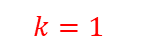 k = 1